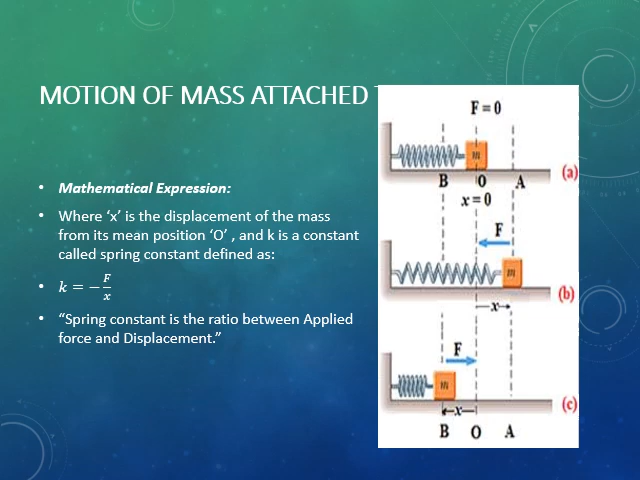 MOTION OF MASS ATTACHED
Mathematical Expression:
Where ‘x’ is the displacement of the mass
from its mean position ‘O’ , and k is a constant
called spring constant defined as:
k = −F/x
“Spring constant is the ratio between Applied
force and Displacement.”
F = 0
m
(a)
B O A
x = 0
F
m
(b)
x
F
m
(c)
x
B O A